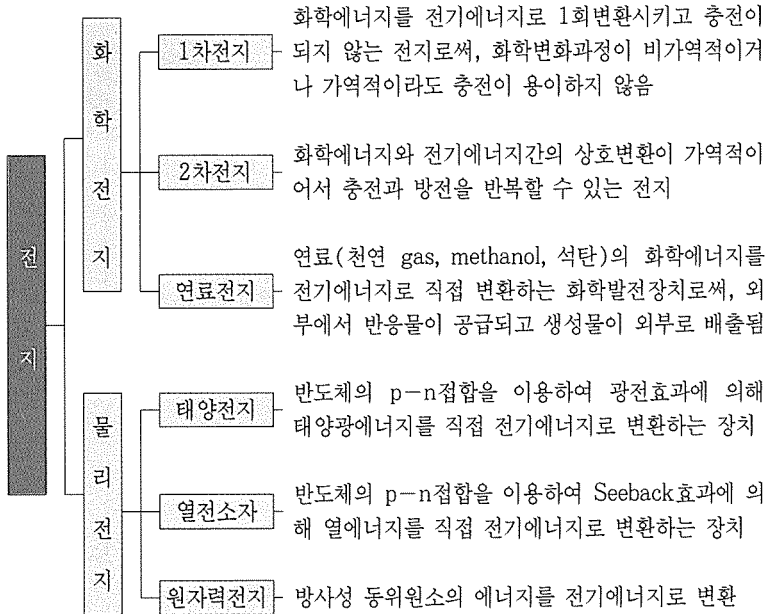 전지
화학전지
1차전지
화학에너지를 전기에너지로 1회변환시키고 충전이
되지 않는 전지로써, 화학변화과정이 비가역적이거
나 가역적이라도 충전이 용이하지 않음
2차전지
화학에너지와 전기에너지간의 상호변환이 가역적이
어서 충전과 방전을 반복할 수 있는 전지
연료전지
연료(천연 gas, methanol, 석탄)의 화학에너지를
전기에너지로 직접 변환하는 화학발전장치로써, 외
부에서 반응물이 공급되고 생성물이 외부로 배출됨
물리전지
태양전지
반도체의 p-n접합을 이용하여 광전효과에 의해
태양광에너지를 직접 전기에너지로 변환하는 장치
열전소자
반도체의 p-n접합을 이용하여 Seeback효과에 의
해 열에너지를 직접 전기에너지로 변환하는 장치
원자력전지
방사성 동위원소의 에너지를 전기에너지로 변환